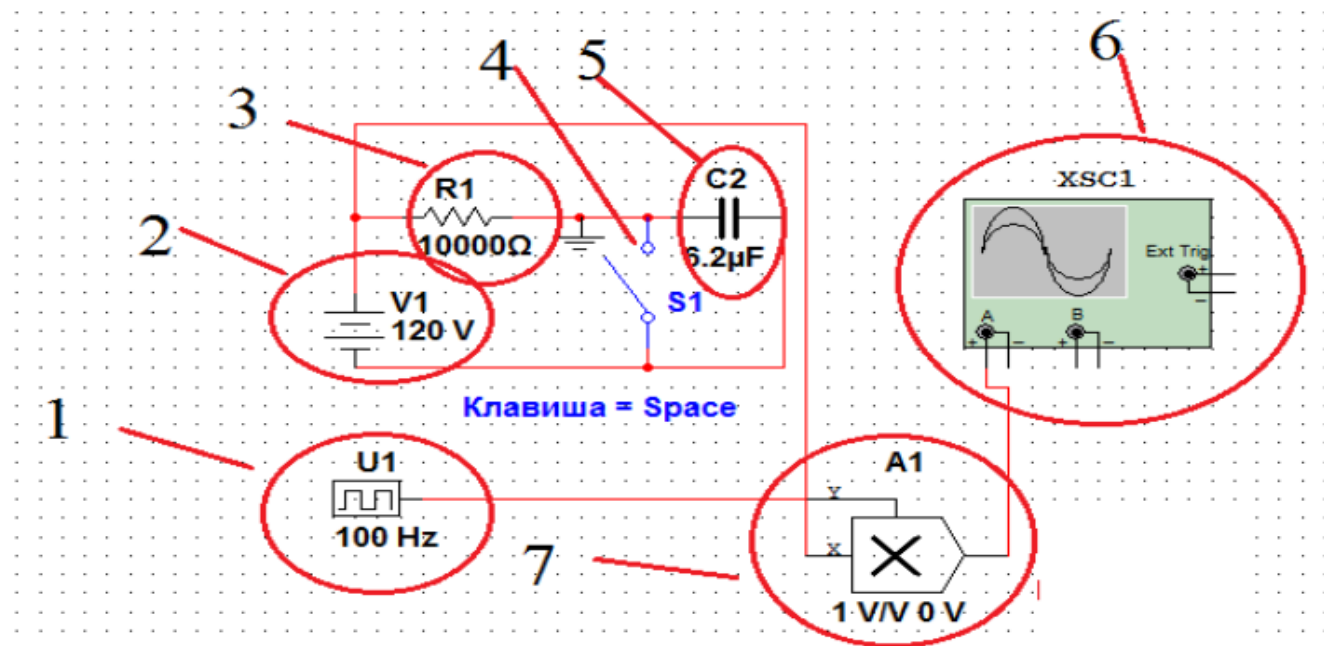 6
4
5
3
C2
XSC1
R1
10000Ω
6.2µF
Ext Trig
+
−
2
V1
120 V
S1
A
B
+
−
+
−
Клавиша = Space
1
U1
A1
Y
100 Hz
X
7
1 V/V 0 V